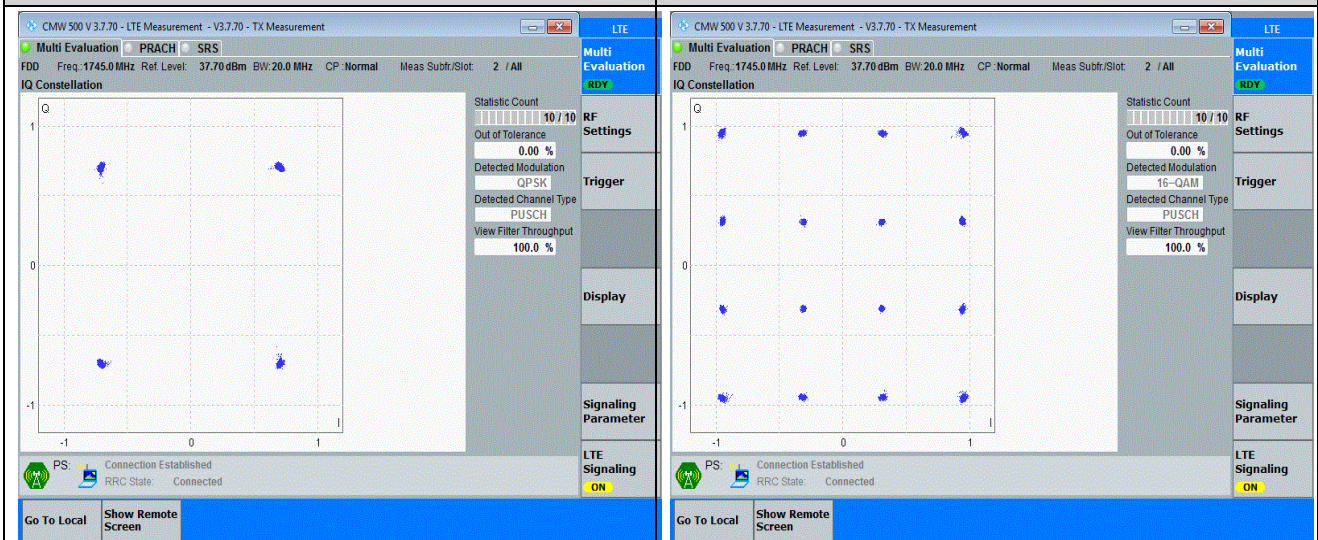 CMW 500 V 3.7.70 - LTE Measurement - V3.7.70 - TX Measurement
LTE
Multi Evaluation PRACH SRS
Multi
Evaluation
RDY
FDD Freq.:1745.0 MHz Ref. Level: 37.70 dBm BW:20.0 MHz CP :Normal Meas Subfr./Slot: 2 / All
IQ Constellation
Q
1
0
-1
I
-1 0 1
Statistic Count
10 / 10
Out of Tolerance
0.00 %
Detected Modulation
QPSK
Detected Channel Type
PUSCH
View Filter Throughput
100.0 %
RF
Settings
Trigger
Display
Signaling
Parameter
LTE
Signaling
ON
PS: Connection Established
RRC State: Connected
Go To Local
Show Remote
Screen
CMW 500 V 3.7.70 - LTE Measurement - V3.7.70 - TX Measurement
LTE
Multi Evaluation PRACH SRS
Multi
Evaluation
RDY
FDD Freq.:1745.0 MHz Ref. Level: 37.70 dBm BW:20.0 MHz CP :Normal Meas Subfr./Slot: 2 / All
IQ Constellation
Q
1
0
-1
I
-1 0 1
Statistic Count
10 / 10
Out of Tolerance
0.00 %
Detected Modulation
16-QAM
Detected Channel Type
PUSCH
View Filter Throughput
100.0 %
RF
Settings
Trigger
Display
Signaling
Parameter
LTE
Signaling
ON
PS: Connection Established
RRC State: Connected
Go To Local
Show Remote
Screen